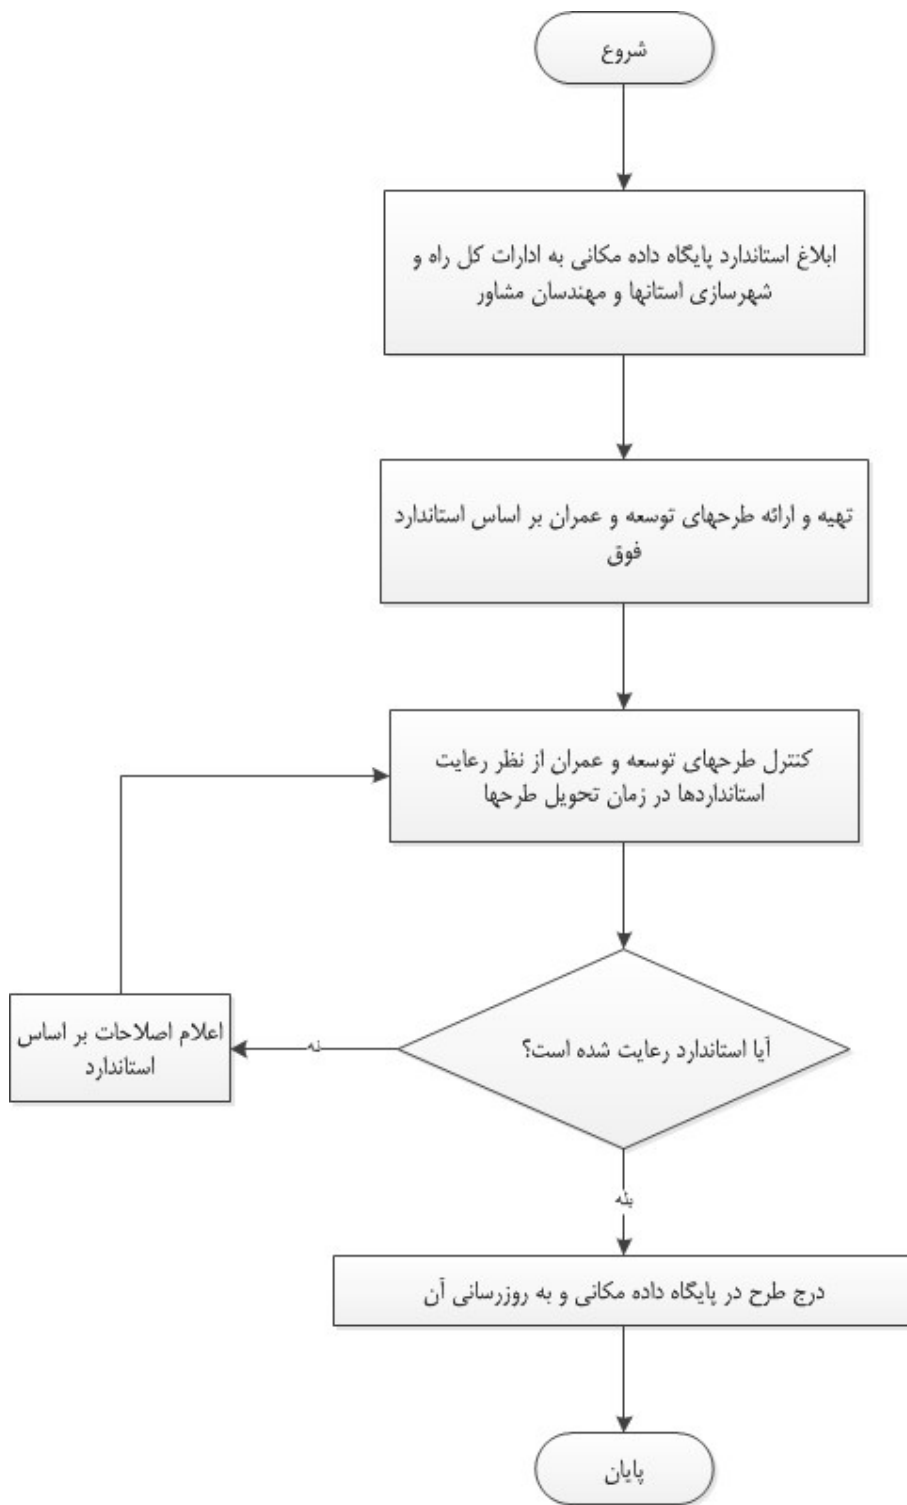 شروع
ابلاغ استاندارد پایگاه داده مکانی به ادارات کل راه و
شهرسازی استانها و مهندسان مشاور
تهیه و ارائه طرحهای توسعه و عمران بر اساس استاندارد
فوق
کنترل طرحهای توسعه و عمران از نظر رعایت
استانداردها در زمان تحویل طرحها
آیا استاندارد رعایت شده است؟
نه
اعلام اصلاحات بر اساس
استاندارد
بله
درج طرح در پایگاه داده مکانی و به روزرسانی آن
پایان